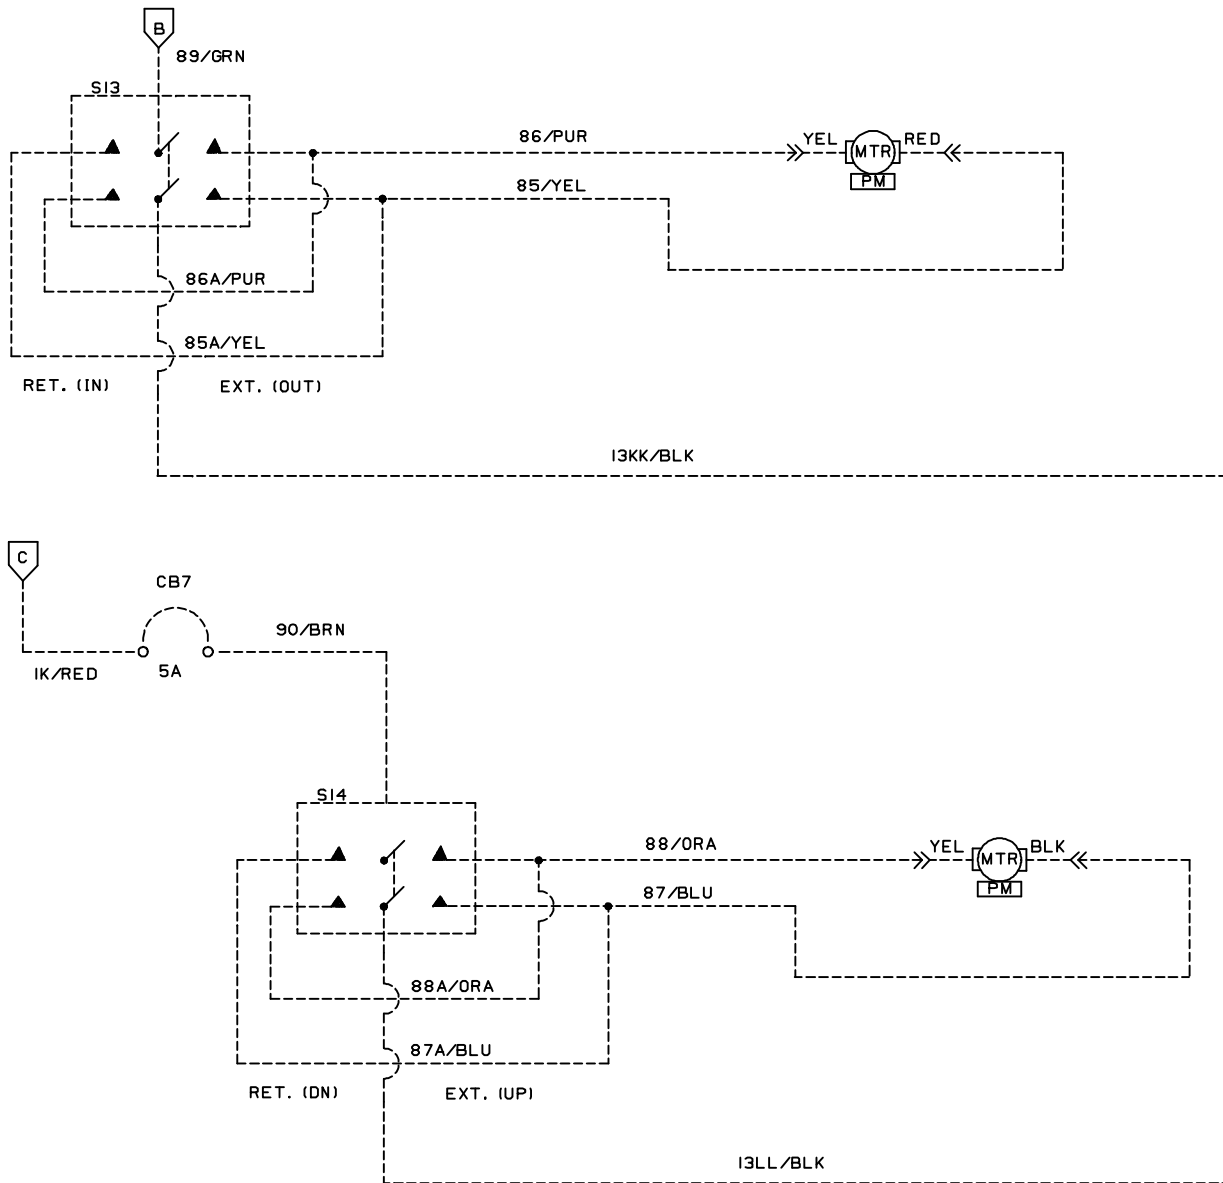 B
89/GRN
S13
86/PUR
YEL
MTR
RED
PM
85/YEL
86A/PUR
85A/YEL
RET. (IN)
EXT. (OUT)
13KK/BLK
C
CB7
90/BRN
1K/RED
5A
S14
88/ORA
YEL
MTR
BLK
PM
87/BLU
88A/ORA
87A/BLU
RET. (DN)
EXT. (UP)
13LL/BLK